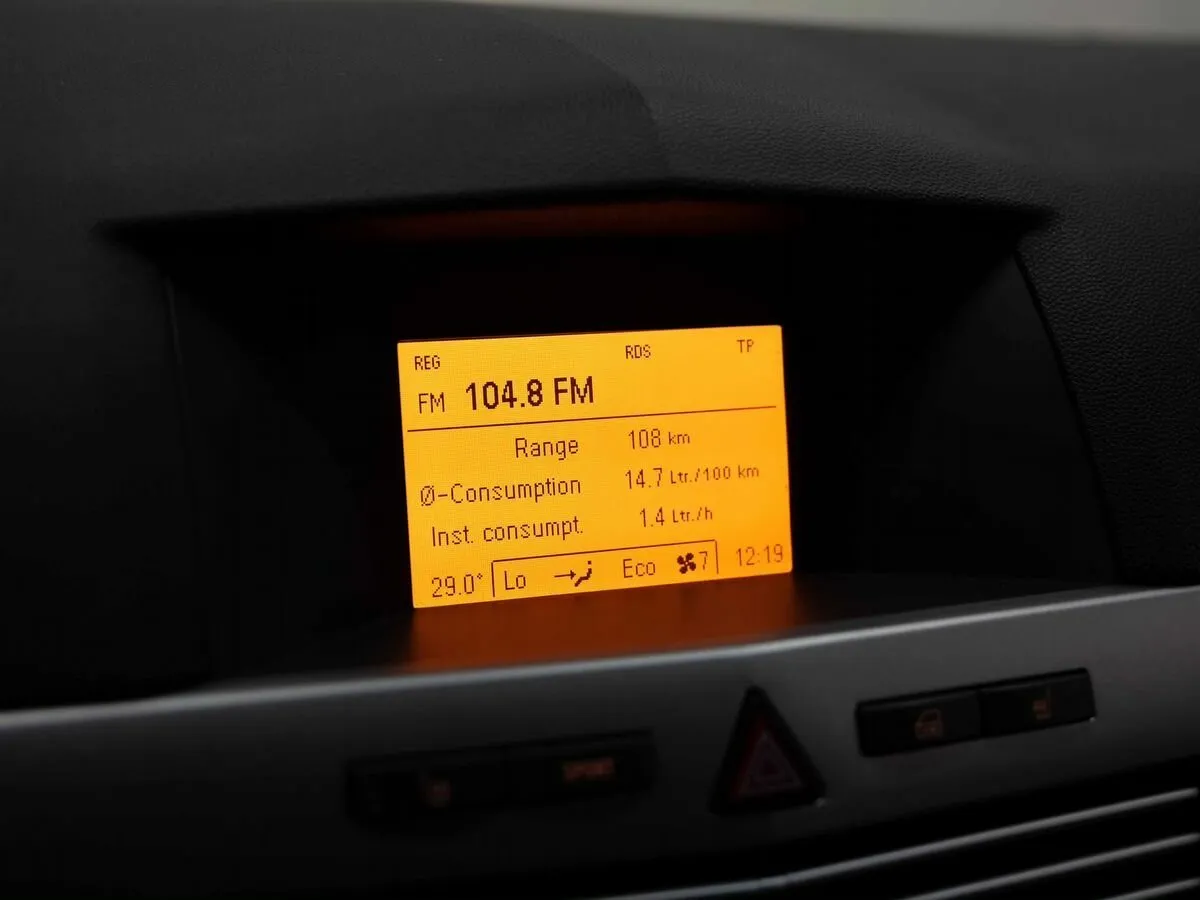 REG RDS TP
FM 104.8 FM
Range 108 km
Ø-Consumption 14.7 Ltr./100 km
Inst. consumpt. 1.4 Ltr./h
29.0° Lo Eco 7 12:19
SPORT